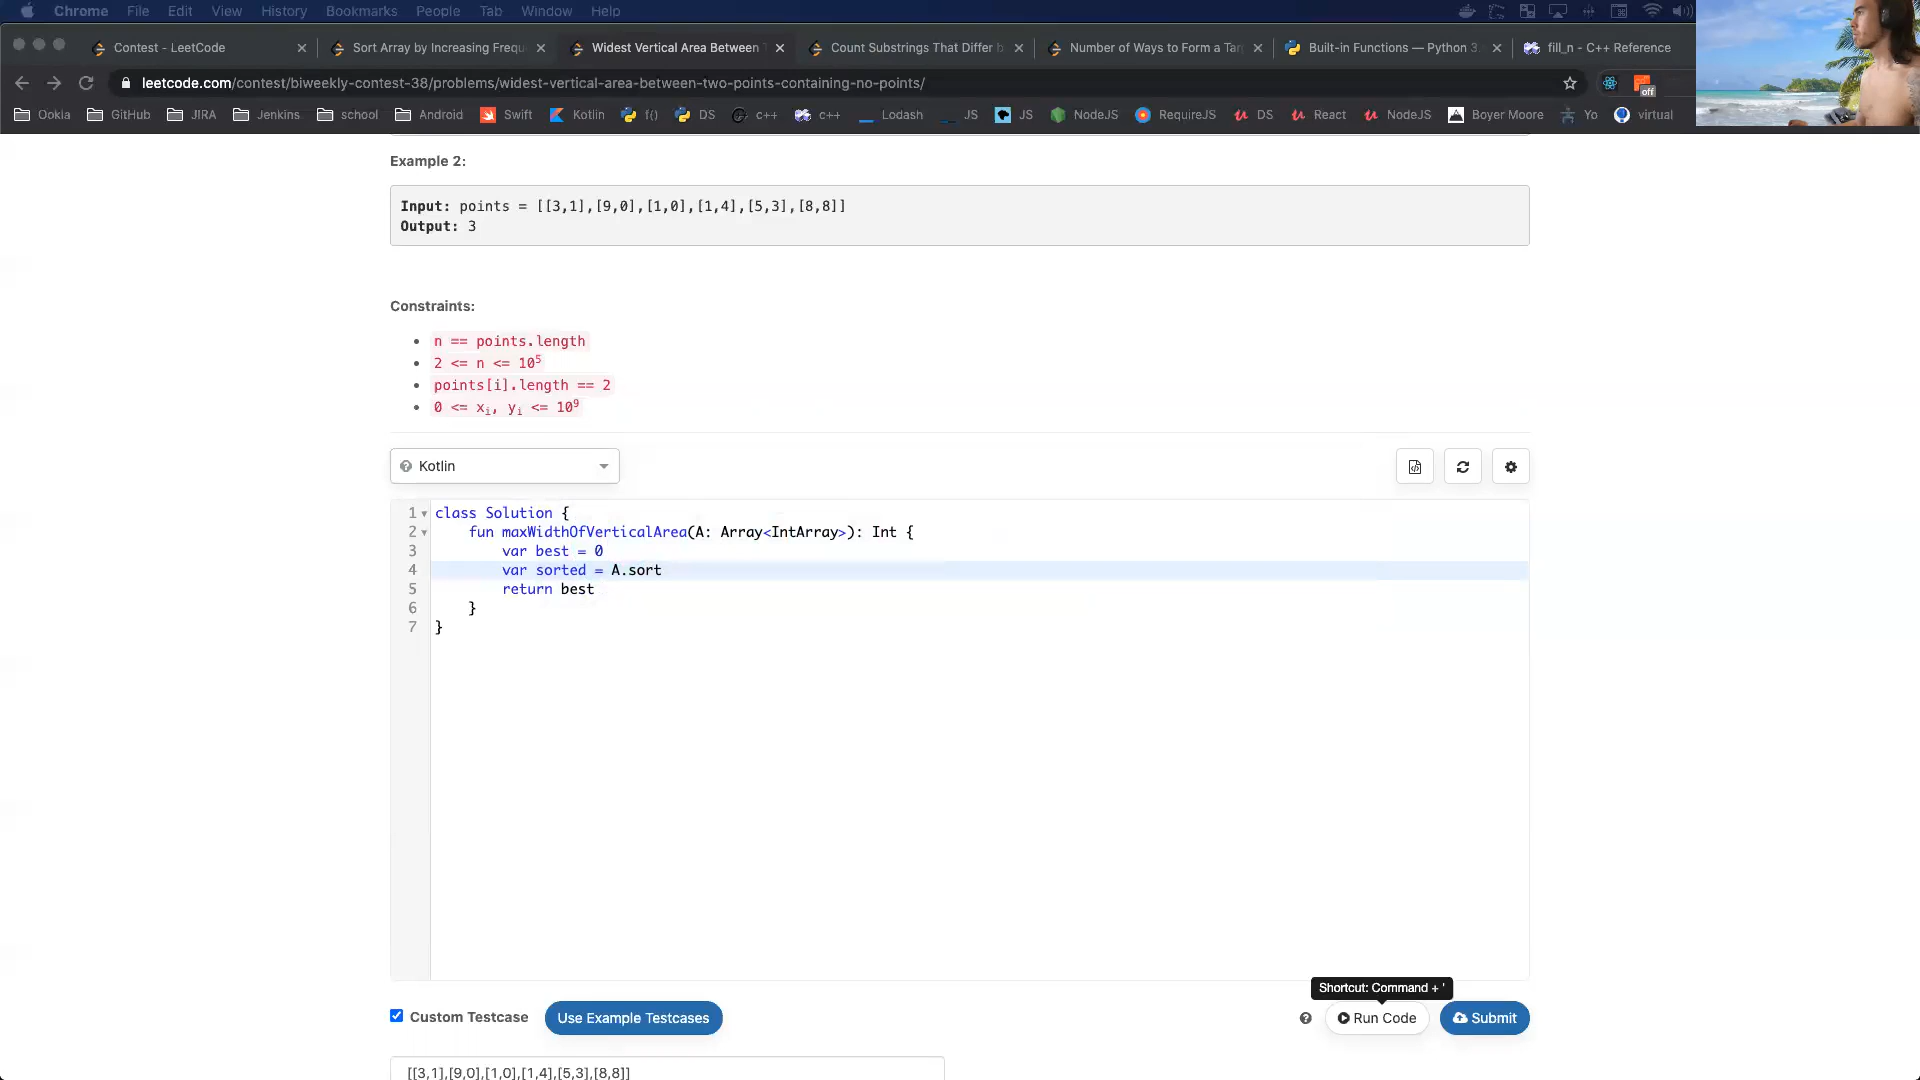 Chrome File Edit View History Bookmarks People Tab Window Help
Contest - LeetCode
Sort Array by Increasing Frequ
Widest Vertical Area Between T
Count Substrings That Differ b
Number of Ways to Form a Tar
Built-in Functions — Python 3.
fill_n - C++ Reference
leetcode.com/contest/biweekly-contest-38/problems/widest-vertical-area-between-two-points-containing-no-points/
off
Ookla GitHub JIRA Jenkins school Android Swift Kotlin f() DS c++ c++ Lodash JS JS NodeJS RequireJS DS React NodeJS Boyer Moore Yo virtual
Example 2:
Input: points = [[3,1],[9,0],[1,0],[1,4],[5,3],[8,8]]
Output: 3
Constraints:
n == points.length
2 <= n <= 10⁵
points[i].length == 2
0 <= xᵢ, yᵢ <= 10⁹
Kotlin
1 class Solution {
2 fun maxWidthOfVerticalArea(A: Array<IntArray>): Int {
3 var best = 0
4 var sorted = A.sort
5 return best
6 }
7 }
Shortcut: Command + '
Custom Testcase
Use Example Testcases
Run Code
Submit
[[3,1],[9,0],[1,0],[1,4],[5,3],[8,8]]